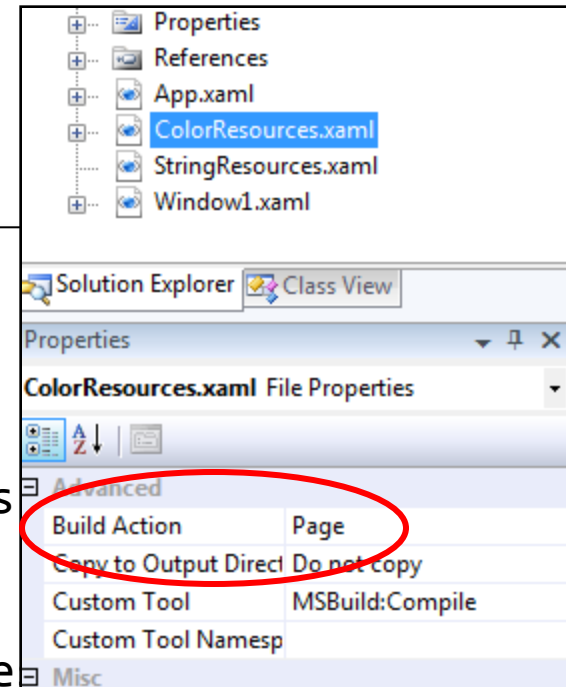 Properties
References
App.xaml
ColorResources.xaml
StringResources.xaml
Window1.xaml
Solution Explorer Class View
Properties
ColorResources.xaml File Properties
s
Advanced
Build Action Page
Copy to Output Direct Do not copy
Custom Tool MSBuild:Compile
Custom Tool Namesp
e
Misc